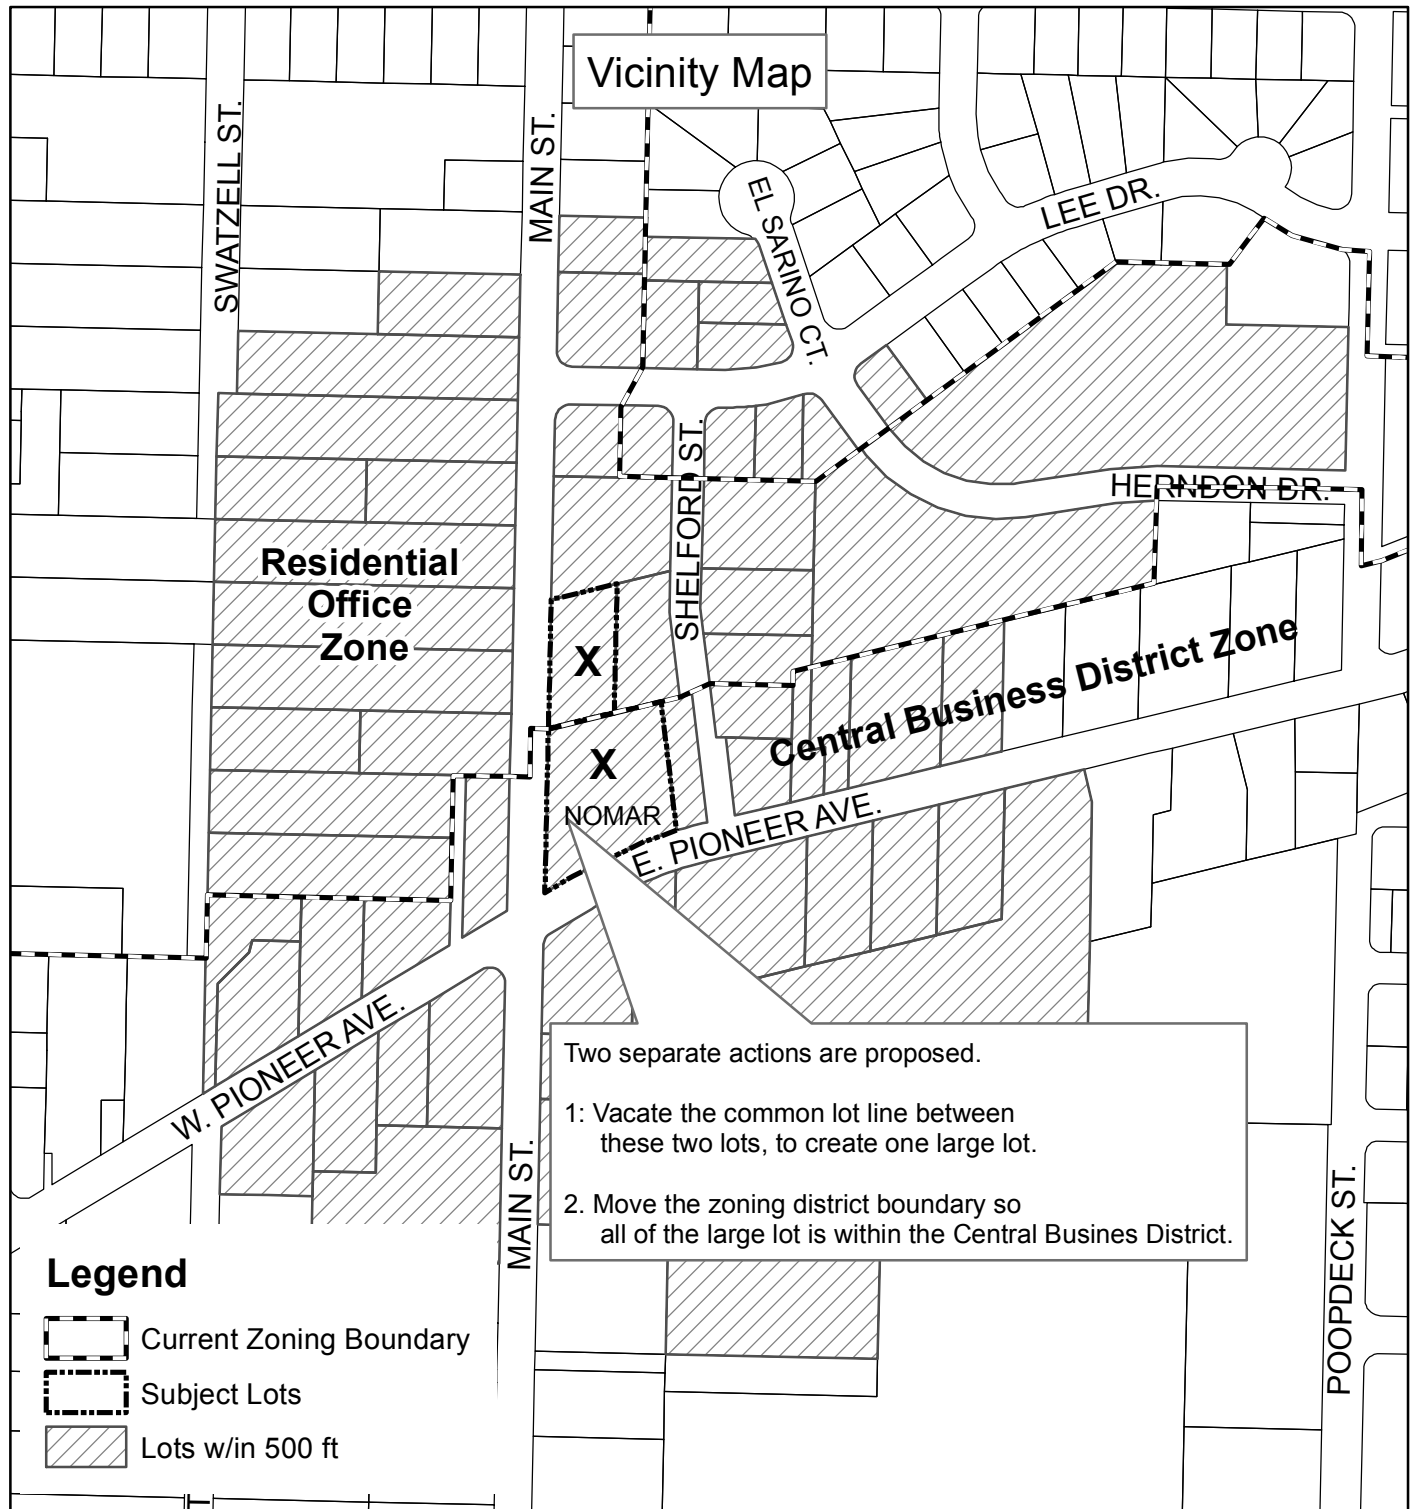 Vicinity Map
SWATZELL ST.
MAIN ST.
EL SARINO CT.
LEE DR.
SHELFORD ST.
HERNDON DR.
Residential
Office
Zone
X
X
NOMAR
Central Business District Zone
E. PIONEER AVE.
W. PIONEER AVE.
MAIN ST.
POOPDECK ST.
Two separate actions are proposed.
1: Vacate the common lot line between
these two lots, to create one large lot.
2. Move the zoning district boundary so
all of the large lot is within the Central Busines District.
Legend
Current Zoning Boundary
Subject Lots
Lots w/in 500 ft